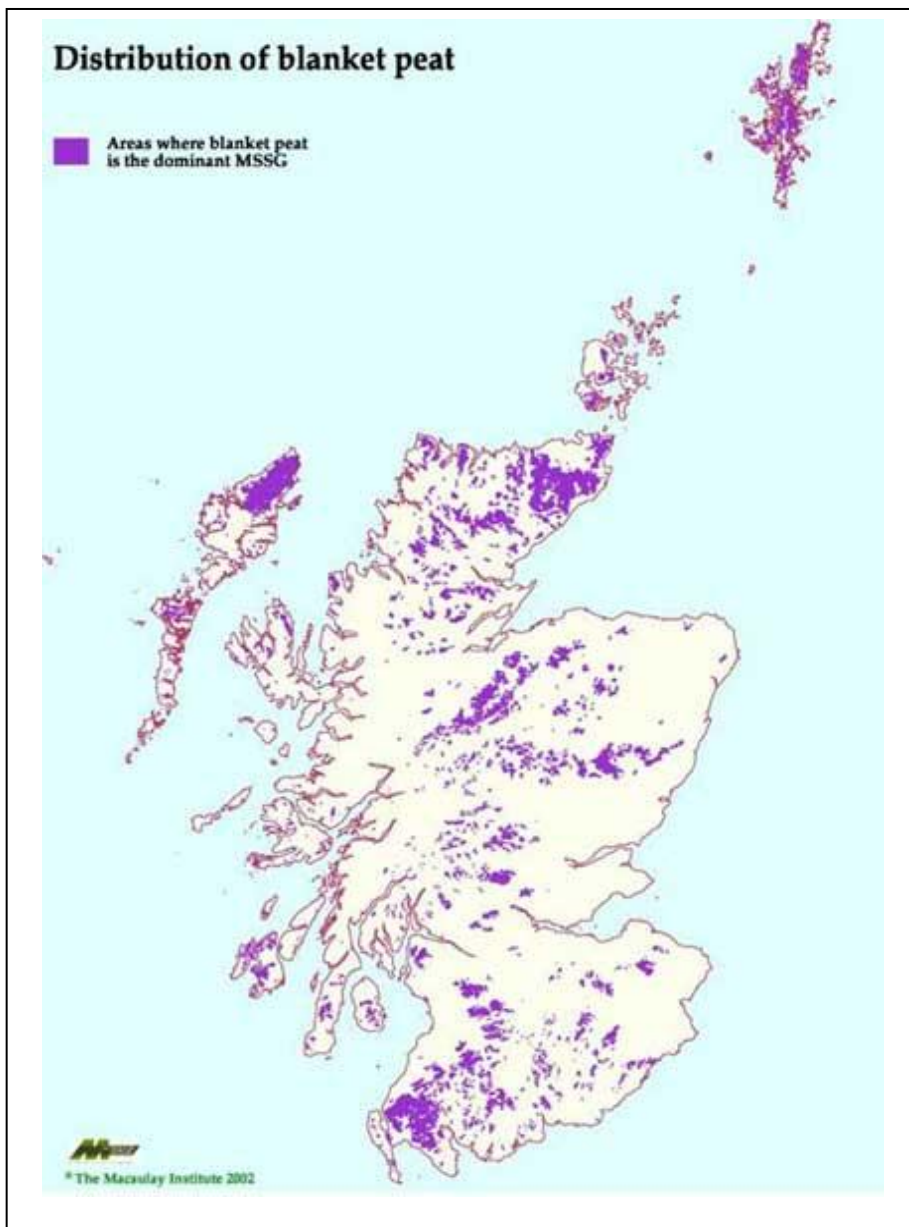 Distribution of blanket peat
Areas where blanket peat
is the dominant MSSG
© The Macaulay Institute 2002